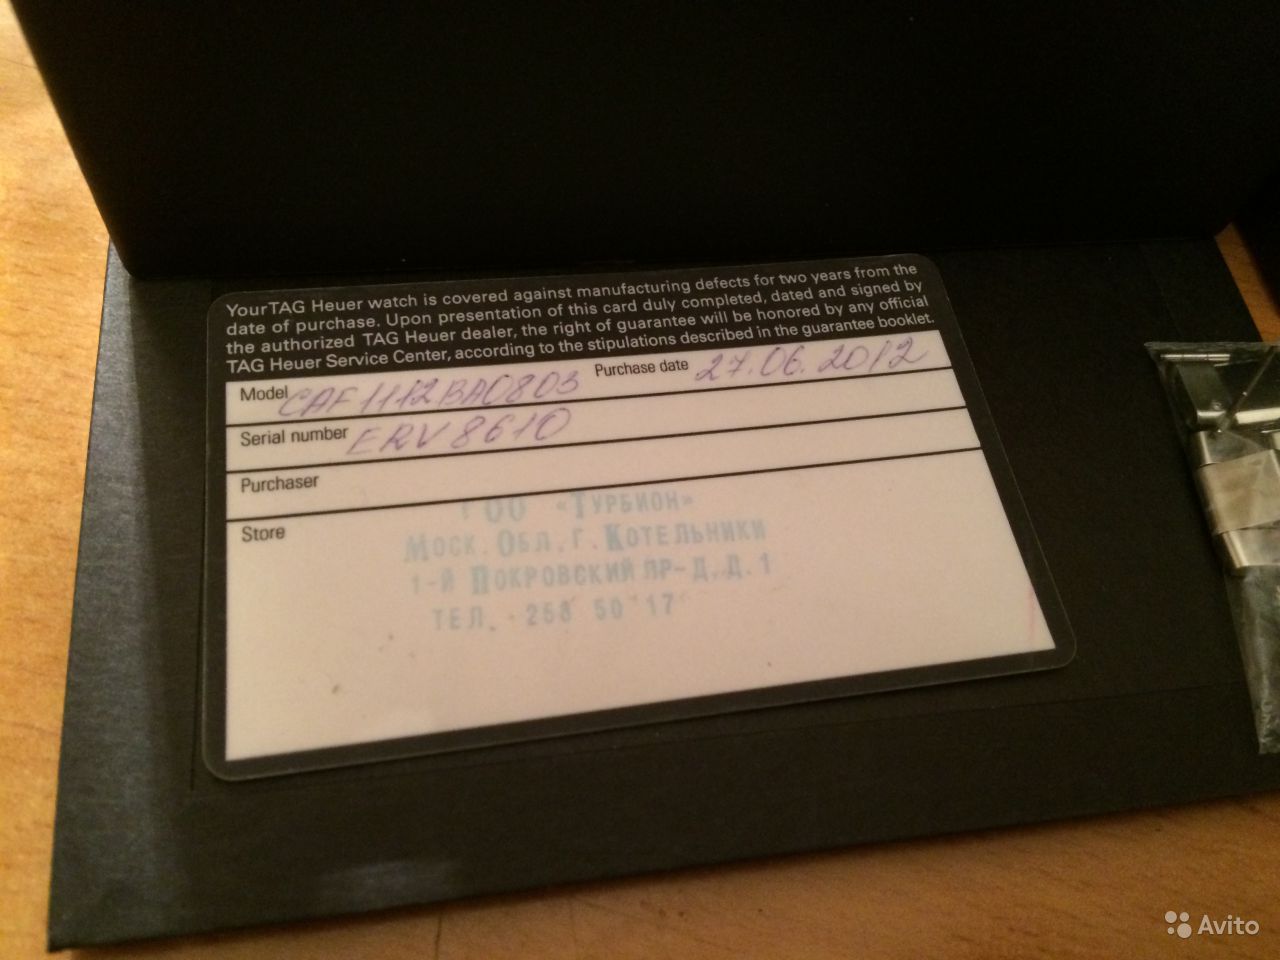 YourTAG Heuer watch is covered against manufacturing defects for two years from the
date of purchase. Upon presentation of this card duly completed, dated and signed by
the authorized TAG Heuer dealer, the right of guarantee will be honored by any official
TAG Heuer Service Center, according to the stipulations described in the guarantee booklet.
Model CAF1112BA0803 Purchase date 27.06.2012
Serial number ERV8610
Purchaser
Store
ООО «Турбион»
Моск. Обл. г. Котельники
1-й Покровский пр-д, д. 1
тел. 258 50 17
Avito